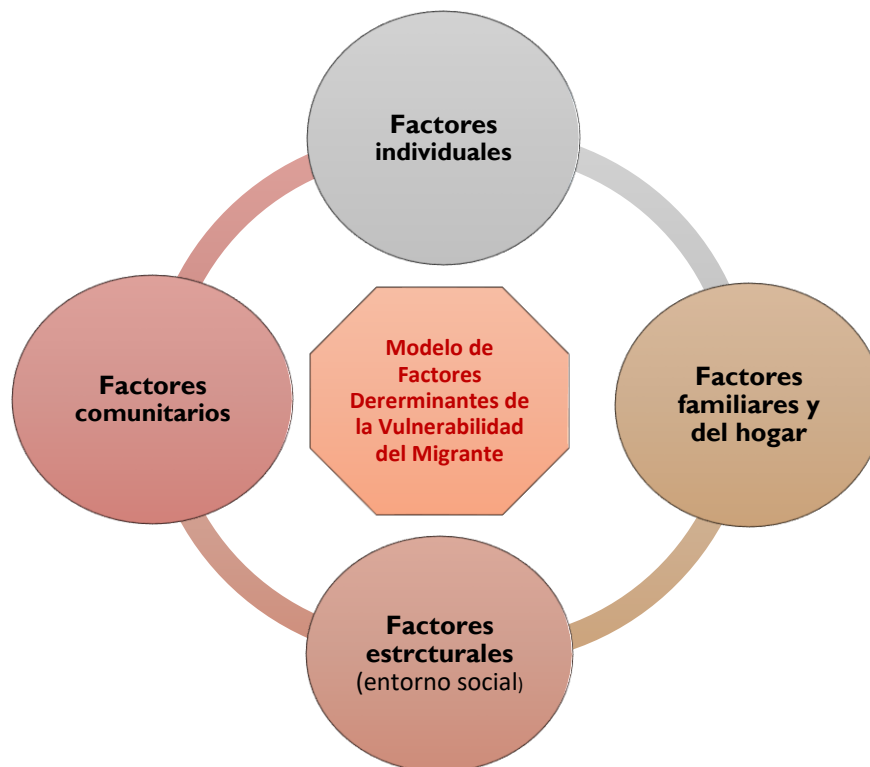 Factores
individuales
Factores
comunitarios
Modelo de
Factores
Dererminantes de
la Vulnerabilidad
del Migrante
Factores
familiares y
del hogar
Factores
estrcturales
(entorno social)